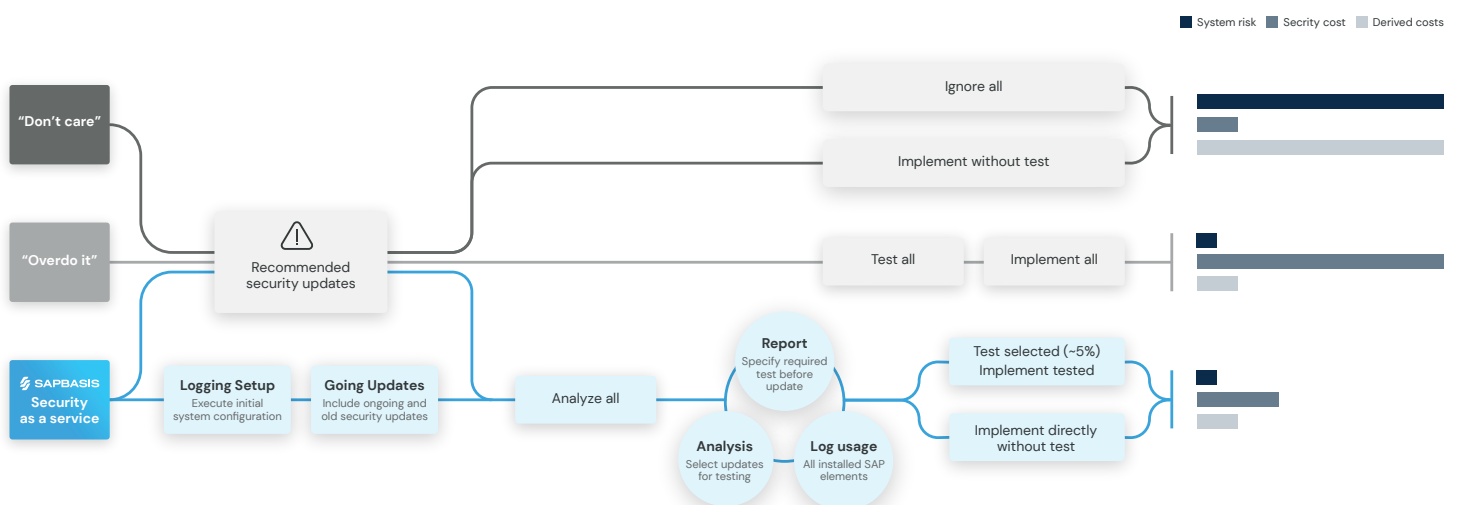 System risk
Secrity cost
Derived costs
“Don’t care”
Ignore all
Implement without test
“Overdo it”
Recommended
security updates
Test all
Implement all
SAPBASIS
Security
as a service
Logging Setup
Execute initial
system configuration
Going Updates
Include ongoing and
old security updates
Analyze all
Report
Specify required
test before
update
Analysis
Select updates
for testing
Log usage
All installed SAP
elements
Test selected (~5%)
Implement tested
Implement directly
without test